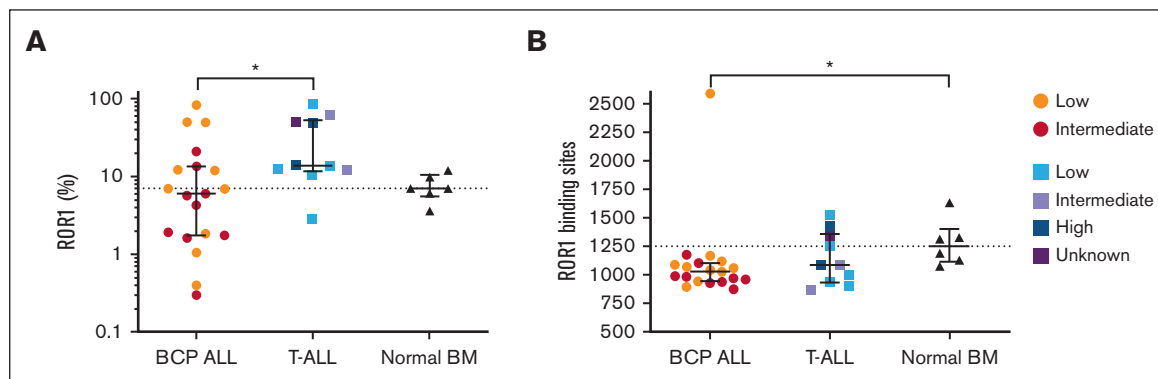 A
*
ROR1 (%)
100
10
1
0.1
BCP ALL
T-ALL
Normal BM
B
*
ROR1 binding sites
2500
2250
2000
1750
1500
1250
1000
750
500
BCP ALL
T-ALL
Normal BM
Low
Intermediate
Low
Intermediate
High
Unknown